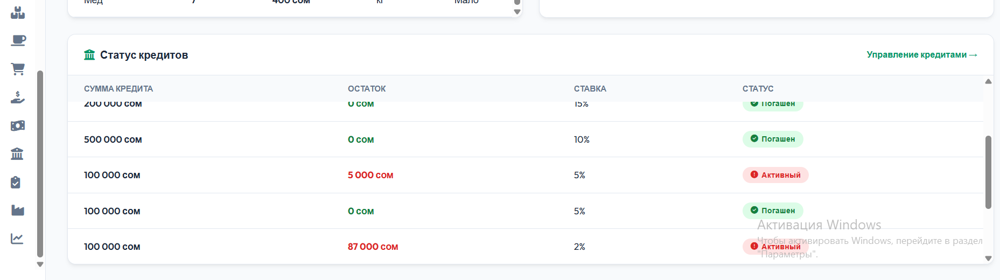 Мед 7 400 сом кг Мало
Статус кредитов
Управление кредитами →
СУММА КРЕДИТА ОСТАТОК СТАВКА СТАТУС
200 000 сом 0 сом 15% Погашен
500 000 сом 0 сом 10% Погашен
100 000 сом 5 000 сом 5% Активный
100 000 сом 0 сом 5% Погашен
Активация Windows
Чтобы активировать Windows, перейдите в раздел
100 000 сом 87 000 сом 2% Активный
"Параметры".